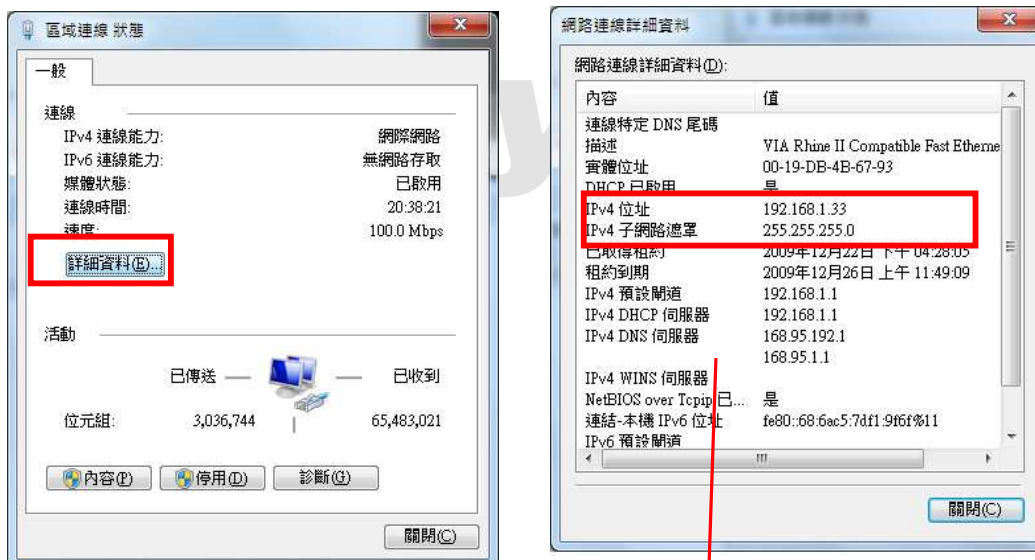 區域連線 狀態
一般
連線
IPv4 連線能力: 網際網路
IPv6 連線能力: 無網路存取
媒體狀態: 已啟用
連線時間: 20:38:21
速度: 100.0 Mbps
詳細資料(E)...
活動
已傳送 已收到
位元組: 3,036,744 65,483,021
內容(P) 停用(D) 診斷(G)
關閉(C)
網路連線詳細資料
網路連線詳細資料(D):
內容 值
連線特定 DNS 尾碼
描述 VIA Rhine II Compatible Fast Etherne
實體位址 00-19-DB-4B-67-93
DHCP 已啟用 是
IPv4 位址 192.168.1.33
IPv4 子網路遮罩 255.255.255.0
已取得租約 2009年12月22日 下午 04:28:05
租約到期 2009年12月26日 上午 11:49:09
IPv4 預設閘道 192.168.1.1
IPv4 DHCP 伺服器 192.168.1.1
IPv4 DNS 伺服器 168.95.192.1
168.95.1.1
IPv4 WINS 伺服器
NetBIOS over Tcpip 已... 是
連結-本機 IPv6 位址 fe80::68:6ac5:7df1:9f6f%11
IPv6 預設閘道
關閉(C)